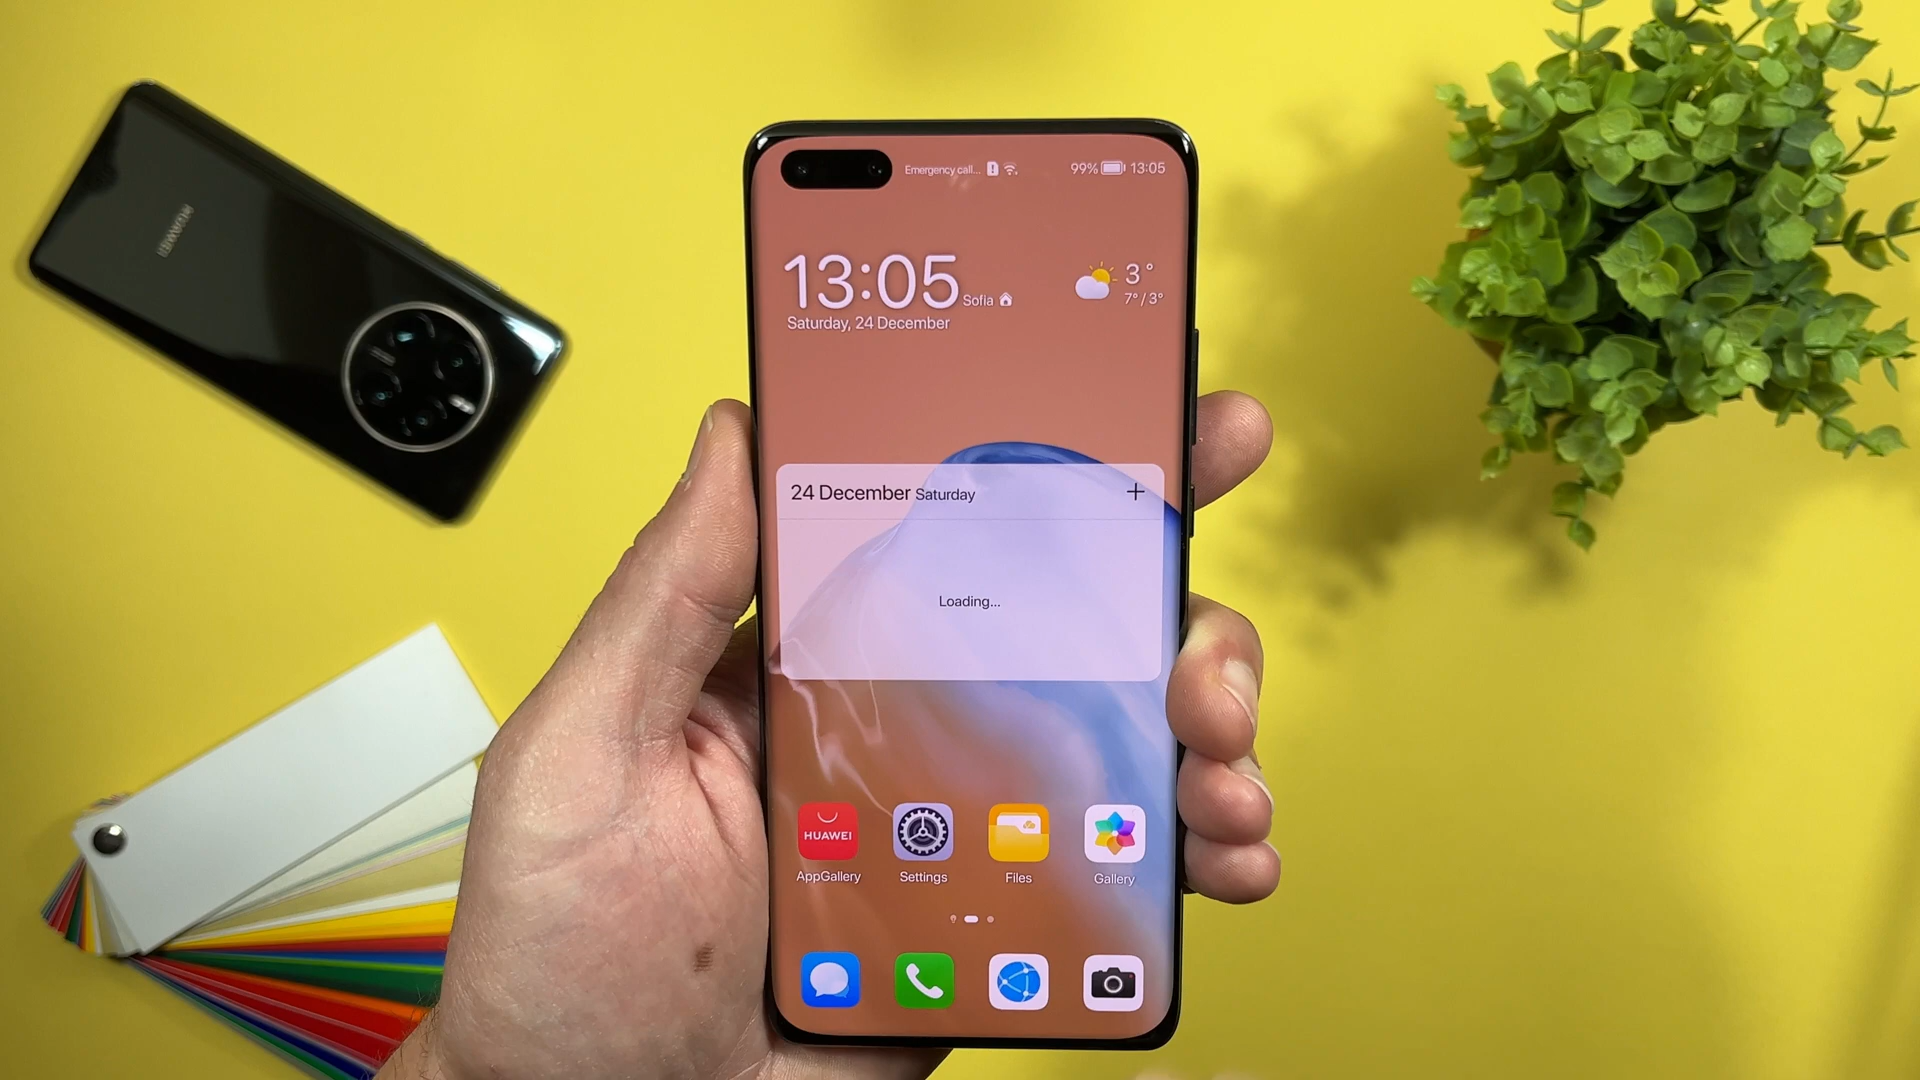 HUAWEI
Emergency call...
99% 13:05
13:05
Sofia
Saturday, 24 December
3°
7° / 3°
24 December Saturday
+
Loading...
HUAWEI
AppGallery
Settings
Files
Gallery